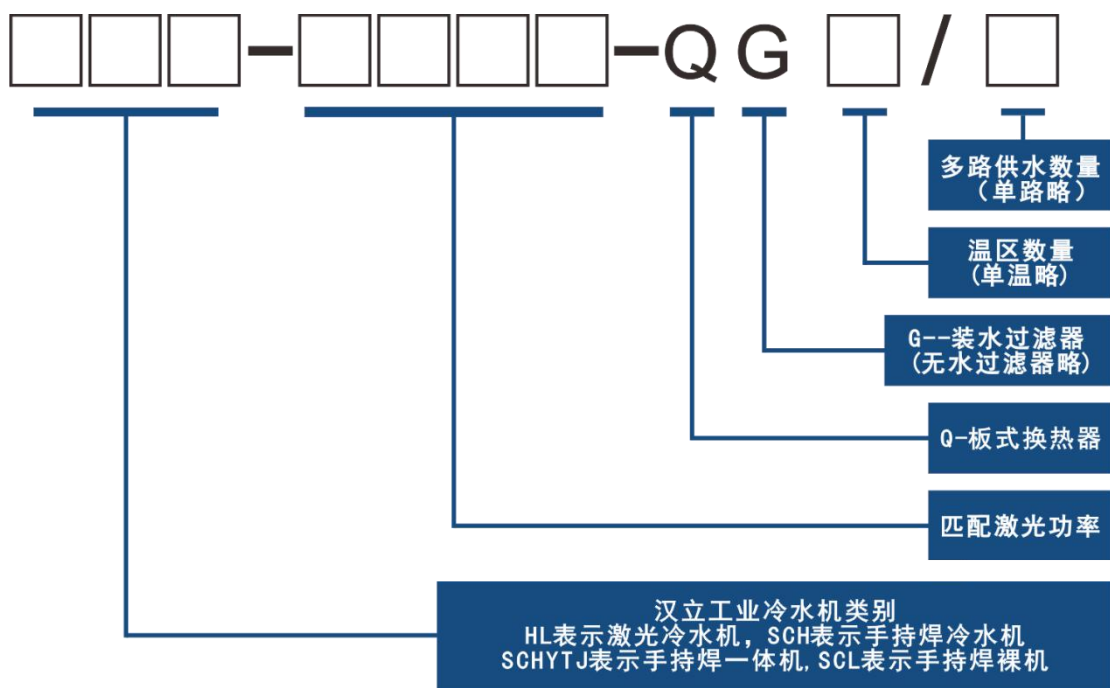 □□□-□□□□-QG□/□
多路供水数量
（单路略）
温区数量
(单温略)
G--装水过滤器
(无水过滤器略)
Q-板式换热器
匹配激光功率
汉立工业冷水机类别
HL表示激光冷水机，SCH表示手持焊冷水机
SCHYTJ表示手持焊一体机,SCL表示手持焊裸机